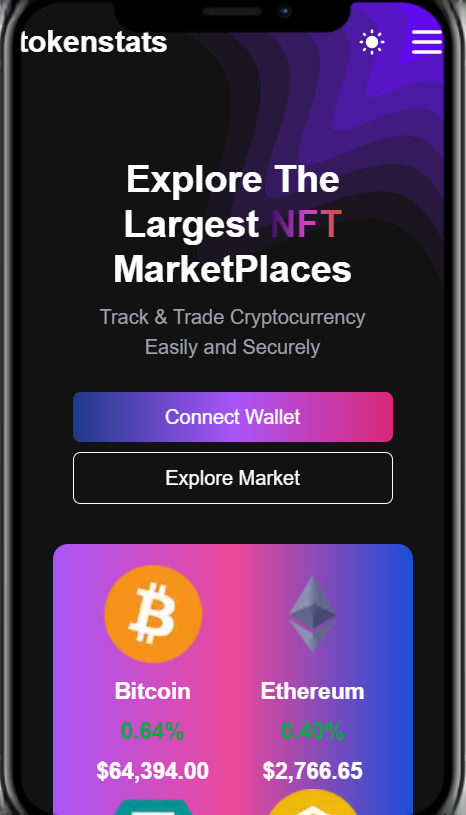 tokenstats
Explore The
Largest NFT
MarketPlaces
Track & Trade Cryptocurrency
Easily and Securely
Connect Wallet
Explore Market
Bitcoin Ethereum
0.64% 0.40%
$64,394.00 $2,766.65